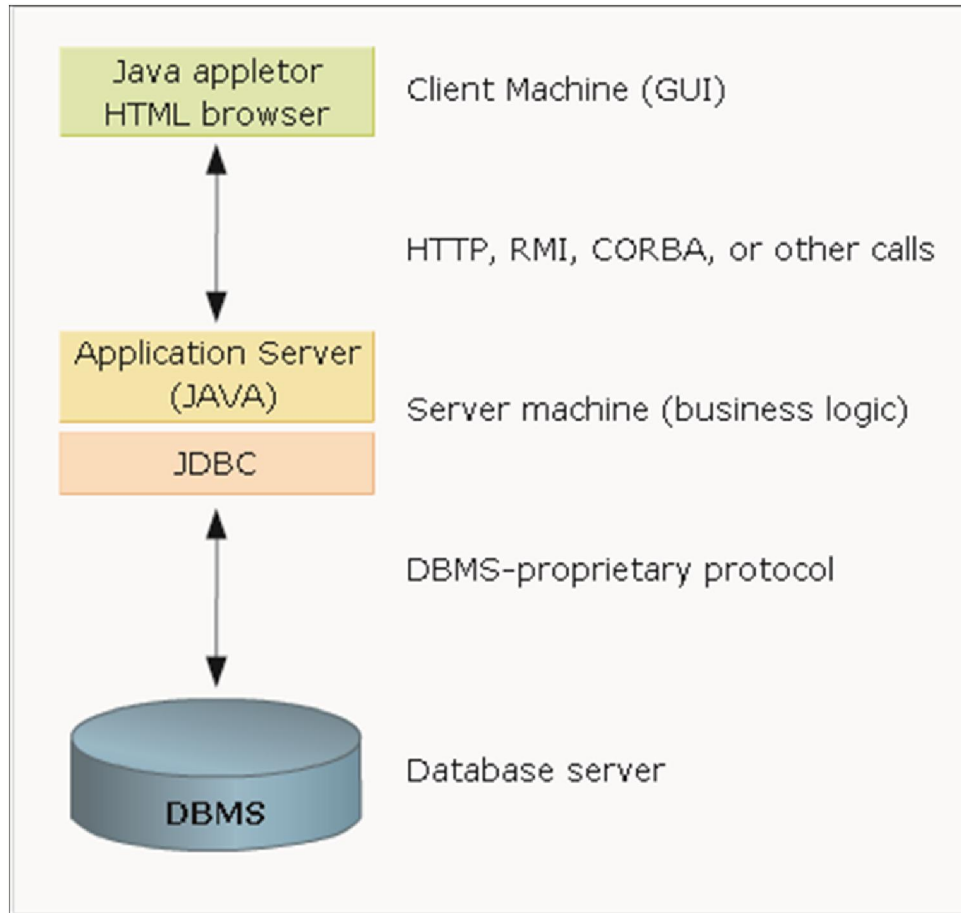 Java appletor
HTML browser
Client Machine (GUI)
HTTP, RMI, CORBA, or other calls
Application Server
(JAVA)
Server machine (business logic)
JDBC
DBMS-proprietary protocol
Database server
DBMS